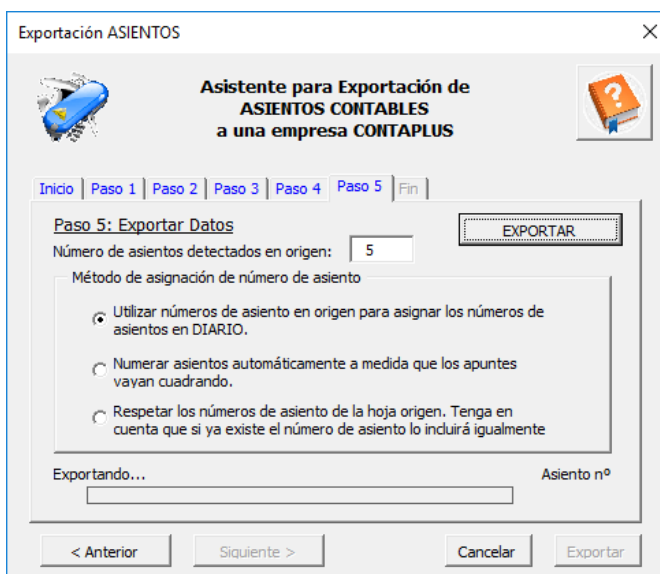 Exportación ASIENTOS
Asistente para Exportación de
ASIENTOS CONTABLES
a una empresa CONTAPLUS
Inicio Paso 1 Paso 2 Paso 3 Paso 4 Paso 5 Fin
Paso 5: Exportar Datos
EXPORTAR
Número de asientos detectados en origen: 5
Método de asignación de número de asiento
Utilizar números de asiento en origen para asignar los números de
asientos en DIARIO.
Numerar asientos automáticamente a medida que los apuntes
vayan cuadrando.
Respetar los números de asiento de la hoja origen. Tenga en
cuenta que si ya existe el número de asiento lo incluirá igualmente
Exportando... Asiento nº
< Anterior Siguiente > Cancelar Exportar